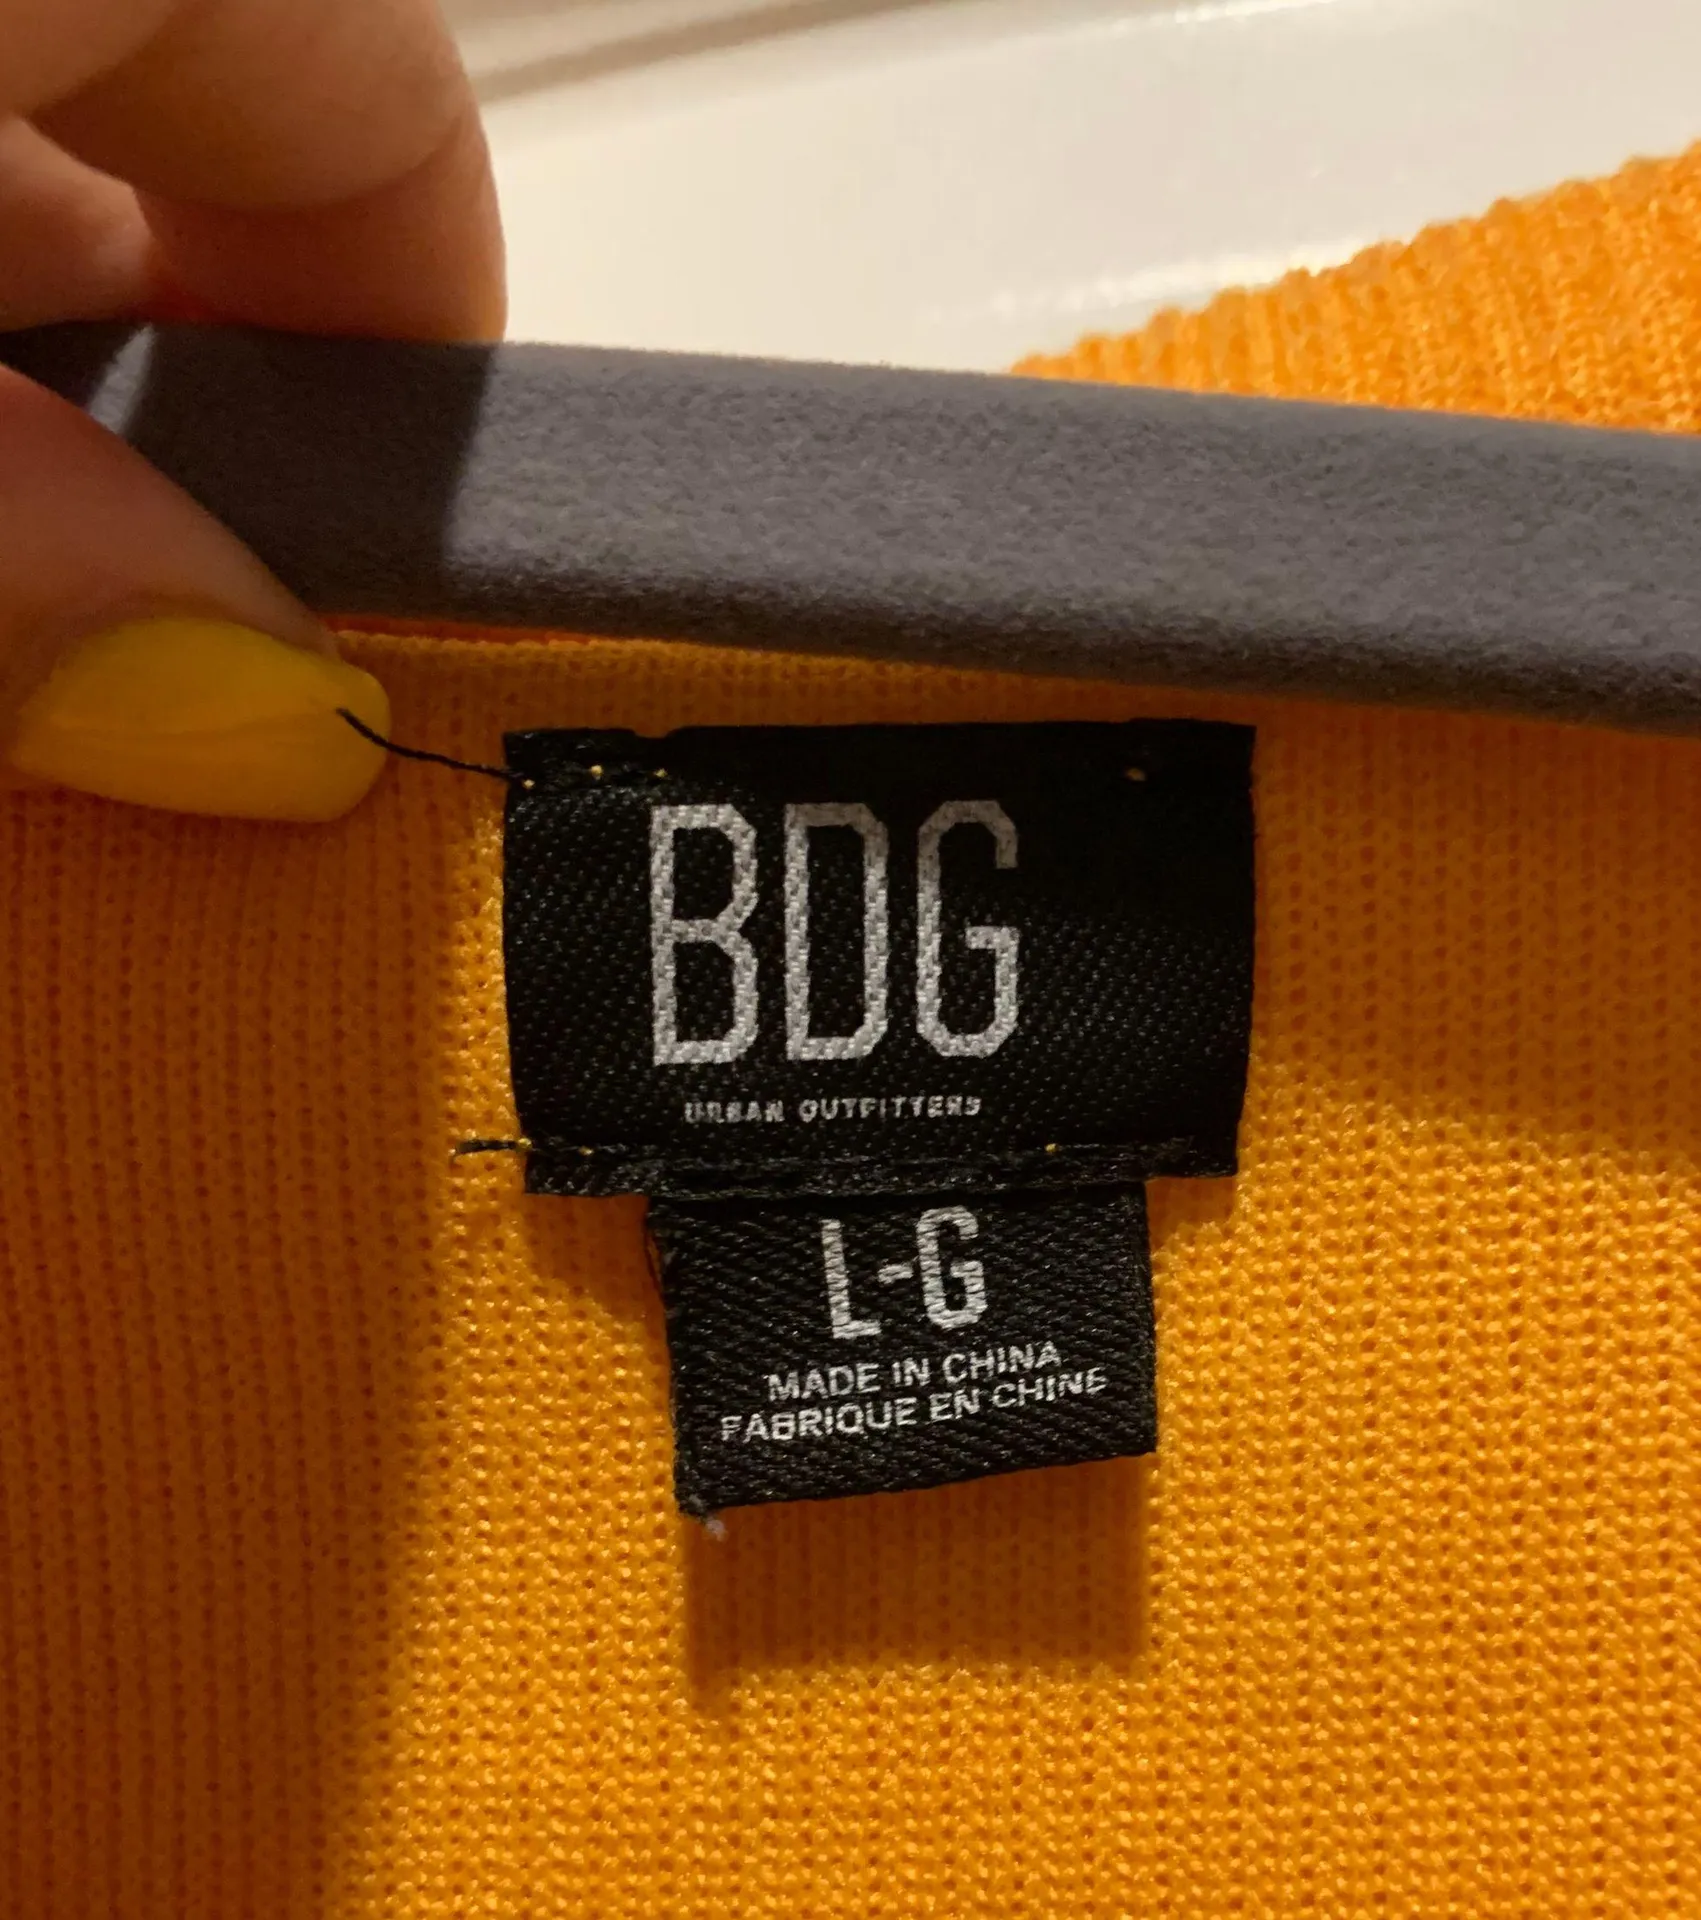 BDG
URBAN OUTFITTERS
L-G
MADE IN CHINA
FABRIQUE EN CHINE